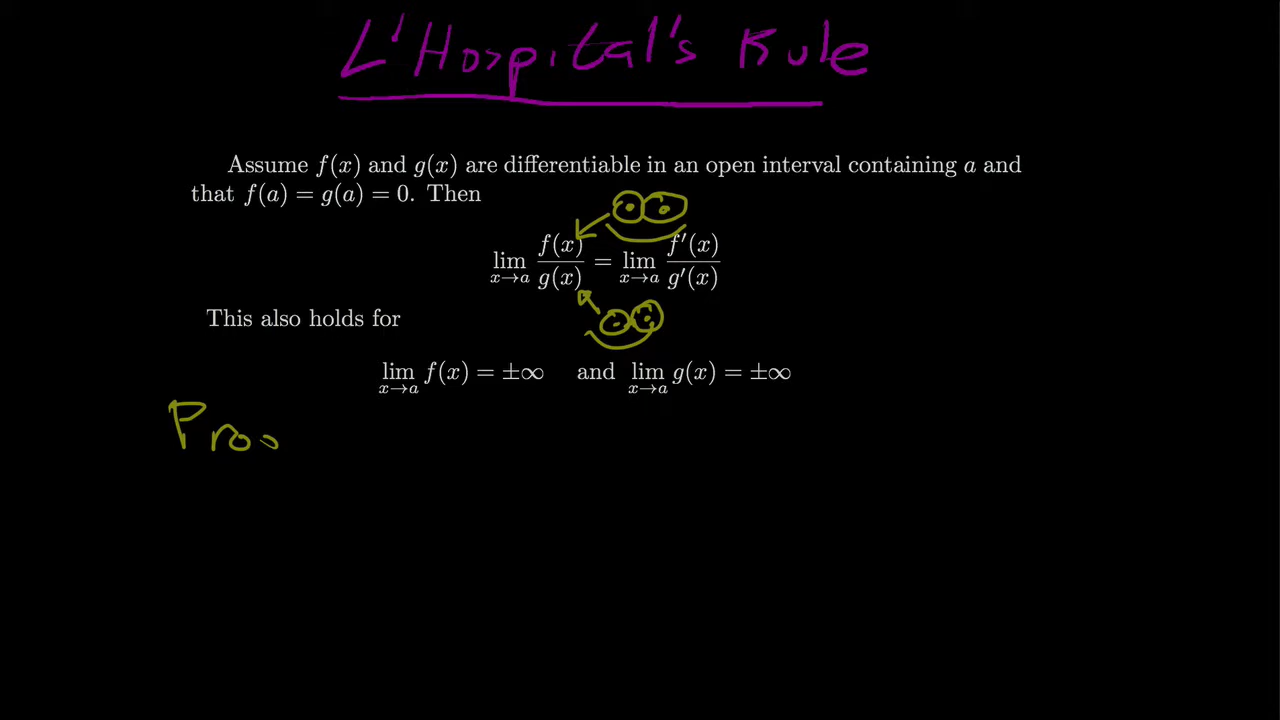 L'Hospital's Rule
Assume f(x) and g(x) are differentiable in an open interval containing a and
that f(a) = g(a) = 0. Then
lim_{x→a} f(x)/g(x) = lim_{x→a} f′(x)/g′(x)
This also holds for
lim_{x→a} f(x) = ±∞ and lim_{x→a} g(x) = ±∞
Proo